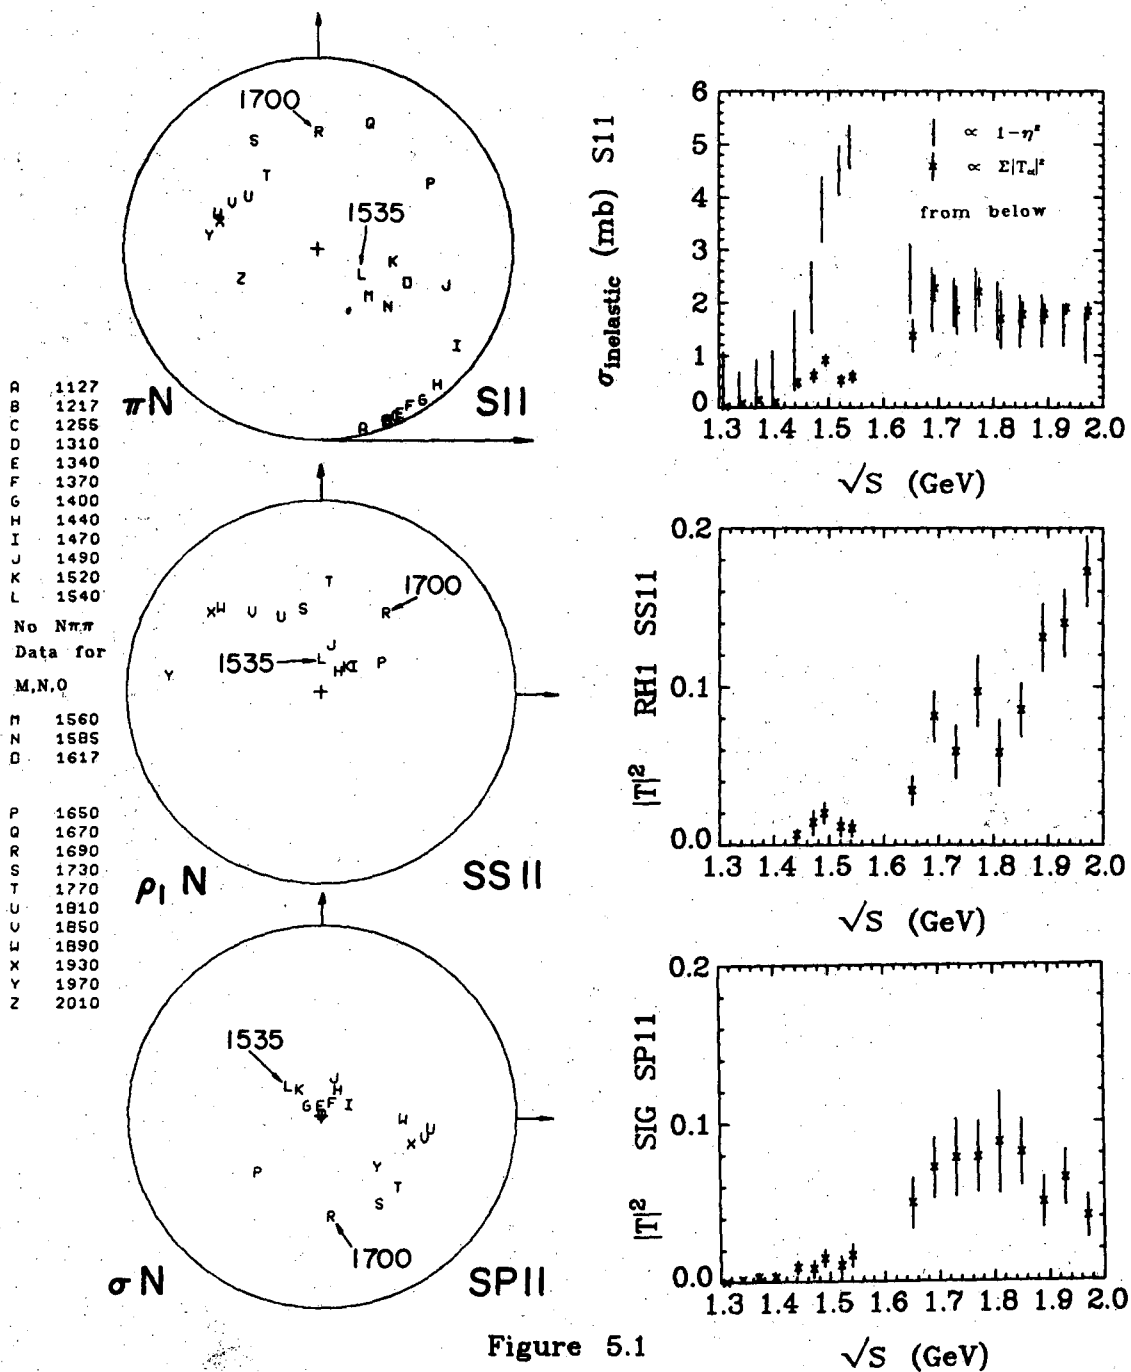 A 1127
B 1217
C 1255
D 1310
E 1340
F 1370
G 1400
H 1440
I 1470
J 1490
K 1520
L 1540
No Nππ
Data for
M,N,O
M 1560
N 1585
O 1617
P 1650
Q 1670
R 1690
S 1730
T 1770
U 1810
V 1850
W 1890
X 1930
Y 1970
Z 2010
1700
R
Q
S
T
P
U
V
W
X
Y
Z
1535
K
L
O
J
M
N
I
H
G
F
E
A
πN
S11
T
1700
R
X W
V
U
S
J
1535
L
H K I
P
Y
ρ1 N
SS11
1535
L K
J
H
G E F I
W
U
V
X
Y
T
S
P
R
1700
σN
SP11
σinelastic (mb) S11
6
5
4
3
2
1
0
∝ 1-η²
∝ Σ|Tα|²
from below
1.3 1.4 1.5 1.6 1.7 1.8 1.9 2.0
√S (GeV)
|T|² RH1 SS11
0.2
0.1
0.0
1.3 1.4 1.5 1.6 1.7 1.8 1.9 2.0
√S (GeV)
|T|² SIG SP11
0.2
0.1
0.0
1.3 1.4 1.5 1.6 1.7 1.8 1.9 2.0
√S (GeV)
Figure 5.1